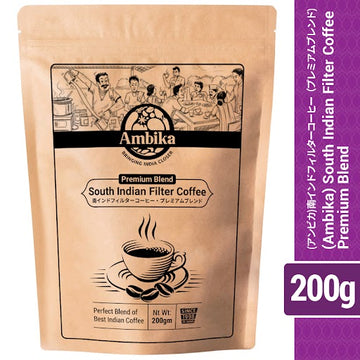 Ambika
BRINGING INDIA CLOSER
Premium Blend
South Indian Filter Coffee
南インドフィルターコーヒー・プレミアムブレンド
Perfect Blend of
Best Indian Coffee
Nt Wt:
200gm
SINCE
1998
(アンビカ)南インドフィルターコーヒー (プレミアムブレンド)
(Ambika) South Indian Filter Coffee
Premium Blend
200g